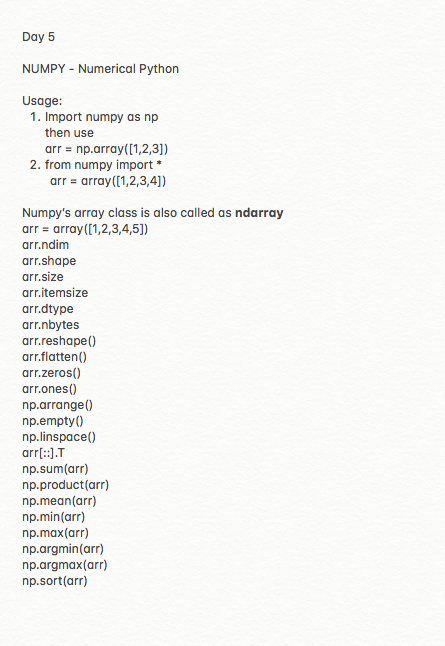 Day 5
NUMPY - Numerical Python
Usage:
1. Import numpy as np
then use
arr = np.array([1,2,3])
2. from numpy import *
arr = array([1,2,3,4])
Numpy's array class is also called as ndarray
arr = array([1,2,3,4,5])
arr.ndim
arr.shape
arr.size
arr.itemsize
arr.dtype
arr.nbytes
arr.reshape()
arr.flatten()
arr.zeros()
arr.ones()
np.arrange()
np.empty()
np.linspace()
arr[::].T
np.sum(arr)
np.product(arr)
np.mean(arr)
np.min(arr)
np.max(arr)
np.argmin(arr)
np.argmax(arr)
np.sort(arr)